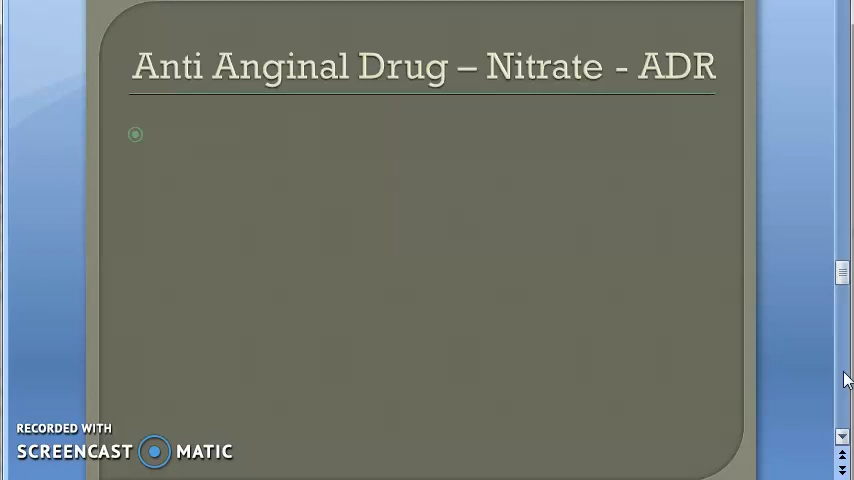 Anti Anginal Drug – Nitrate - ADR
RECORDED WITH
SCREENCAST MATIC